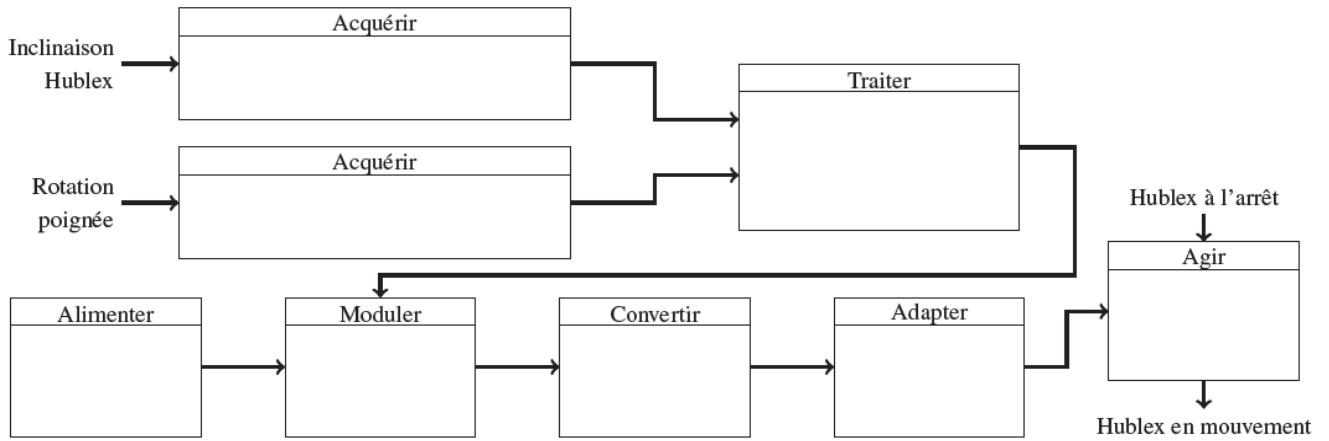 Acquérir
Inclinaison
Hublex
Traiter
Acquérir
Rotation
poignée
Hublex à l'arrêt
Agir
Alimenter
Moduler
Convertir
Adapter
Hublex en mouvement